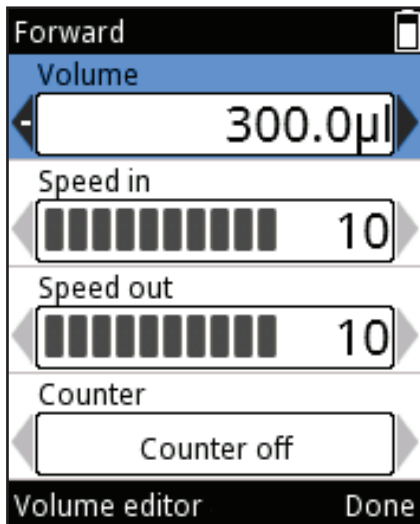 Forward
Volume
- 300.0µl
Speed in
10
Speed out
10
Counter
Counter off
Volume editor Done